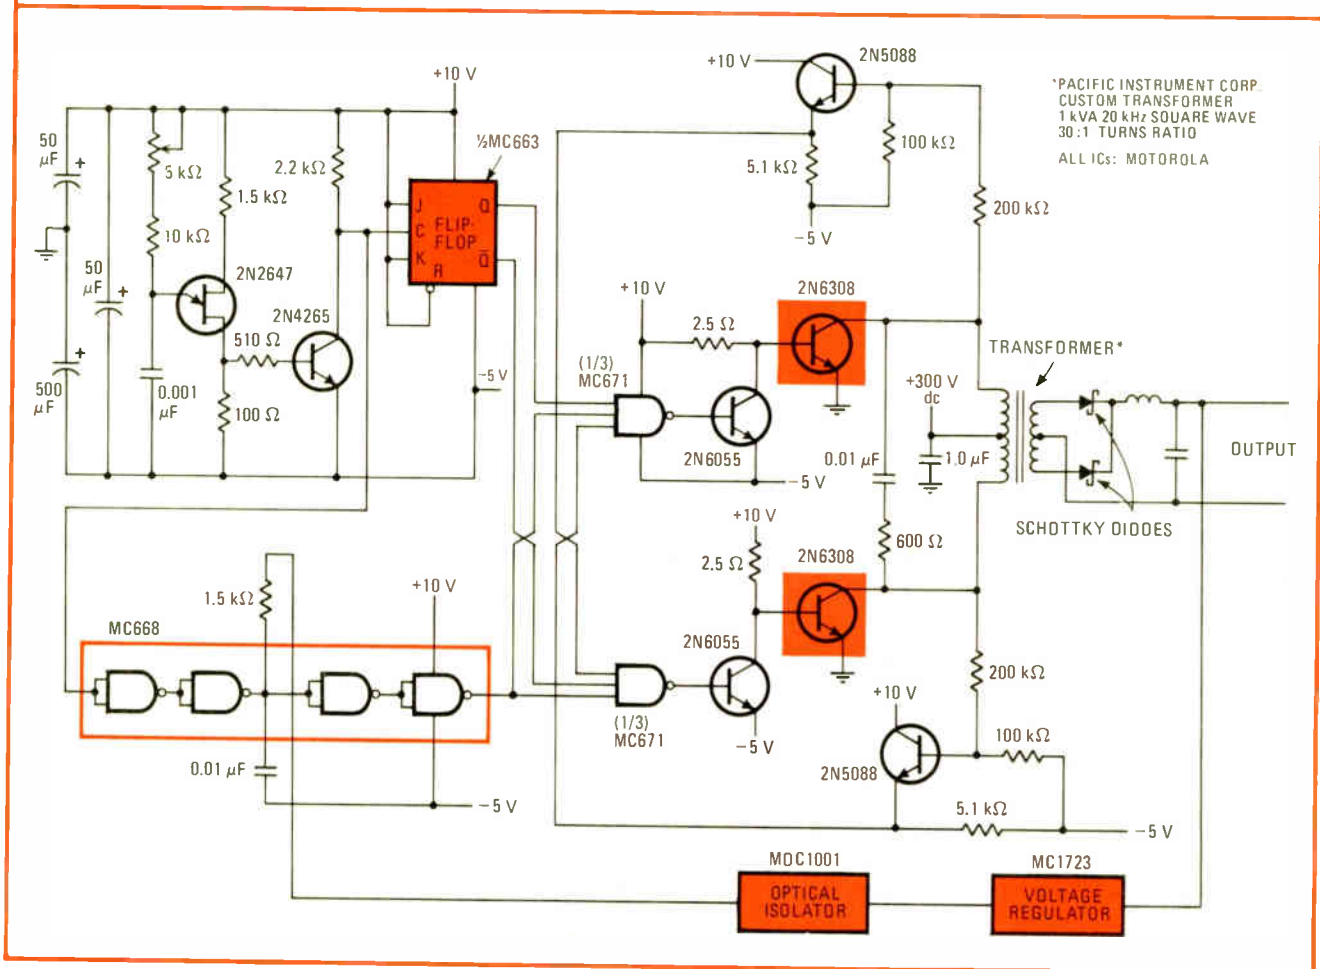 +10 V
2N5088
+10 V
*PACIFIC INSTRUMENT CORP.
CUSTOM TRANSFORMER
1 kVA 20 kHz SQUARE WAVE
30:1 TURNS RATIO
ALL ICs: MOTOROLA
50
μF
+
5 kΩ
2.2 kΩ
½MC663
5.1 kΩ
100 kΩ
1.5 kΩ
J
Q
C
FLIP-
FLOP
K
Q̅
R
200 kΩ
10 kΩ
-5 V
50
μF
+
2N2647
+10 V
2N6308
2N4265
510 Ω
2.5 Ω
TRANSFORMER*
+
500
μF
0.001
μF
100 Ω
-5 V
(1/3)
MC671
+300 V
dc
2N6055
0.01 μF
1.0 μF
OUTPUT
-5 V
+10 V
SCHOTTKY DIODES
600 Ω
2.5 Ω
2N6308
1.5 kΩ
+10 V
MC668
2N6055
200 kΩ
+10 V
(1/3)
MC671
-5 V
100 kΩ
0.01 μF
2N5088
-5 V
5.1 kΩ
-5 V
MOC1001
MC1723
OPTICAL
ISOLATOR
VOLTAGE
REGULATOR